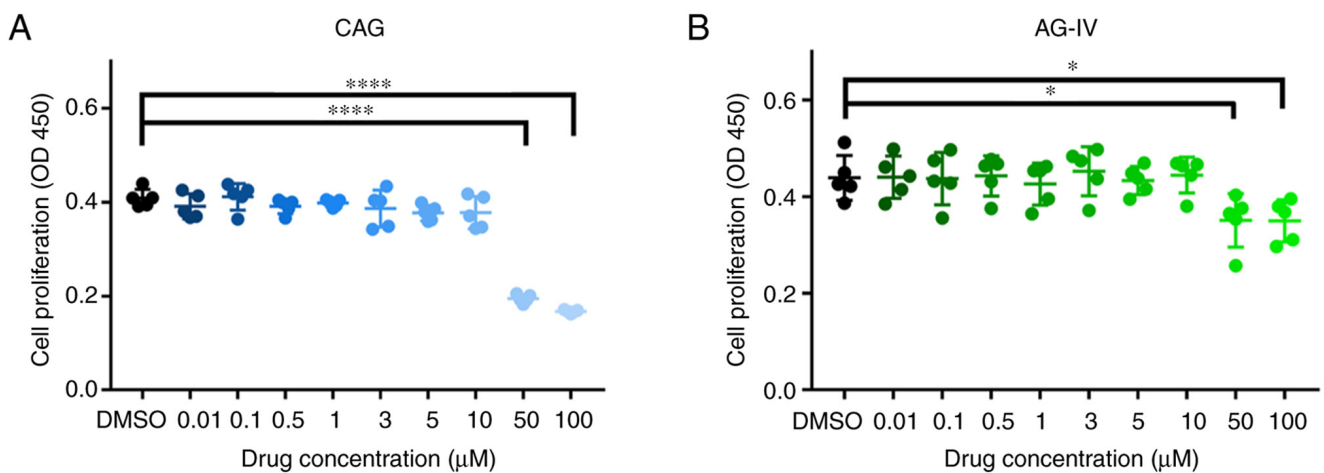 A
CAG
Cell proliferation (OD 450)
0.6
0.4
0.2
0.0
****
****
DMSO 0.01 0.1 0.5 1 3 5 10 50 100
Drug concentration (μM)
B
AG-IV
Cell proliferation (OD 450)
0.6
0.4
0.2
0.0
*
*
DMSO 0.01 0.1 0.5 1 3 5 10 50 100
Drug concentration (μM)